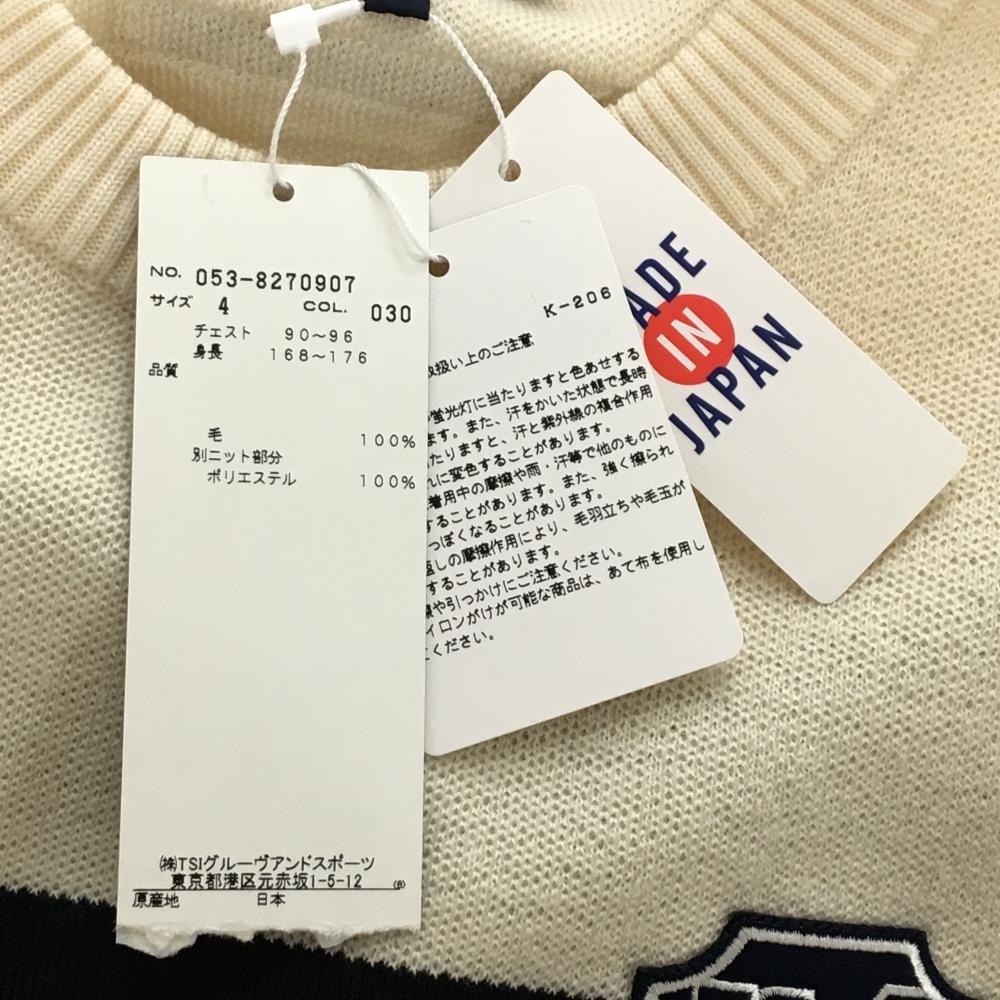 NO. 053-8270907
サイズ 4 COL. 030
チェスト 90～96
身長 168～176
品質
毛 100%
別ニット部分
ポリエステル 100%
㈱TSIグルーヴアンドスポーツ
東京都港区元赤坂1-5-12 (6)
原産地 日本
K-206
扱い上のご注意
蛍光灯に当たりますと色あせする
ます。また、汗をかいた状態で長時
たりますと、汗と紫外線の複合作用
れに変色することがあります。
着用中の摩擦や雨・汗等で他のものに
することがあります。また、強く擦られ
っぽくなることがあります。
返しの摩擦作用により、毛羽立ちや毛玉が
することがあります。
擦や引っかけにご注意ください。
イロンがけが可能な商品は、あて布を使用し
ください。
ADE
IN
JAPAN